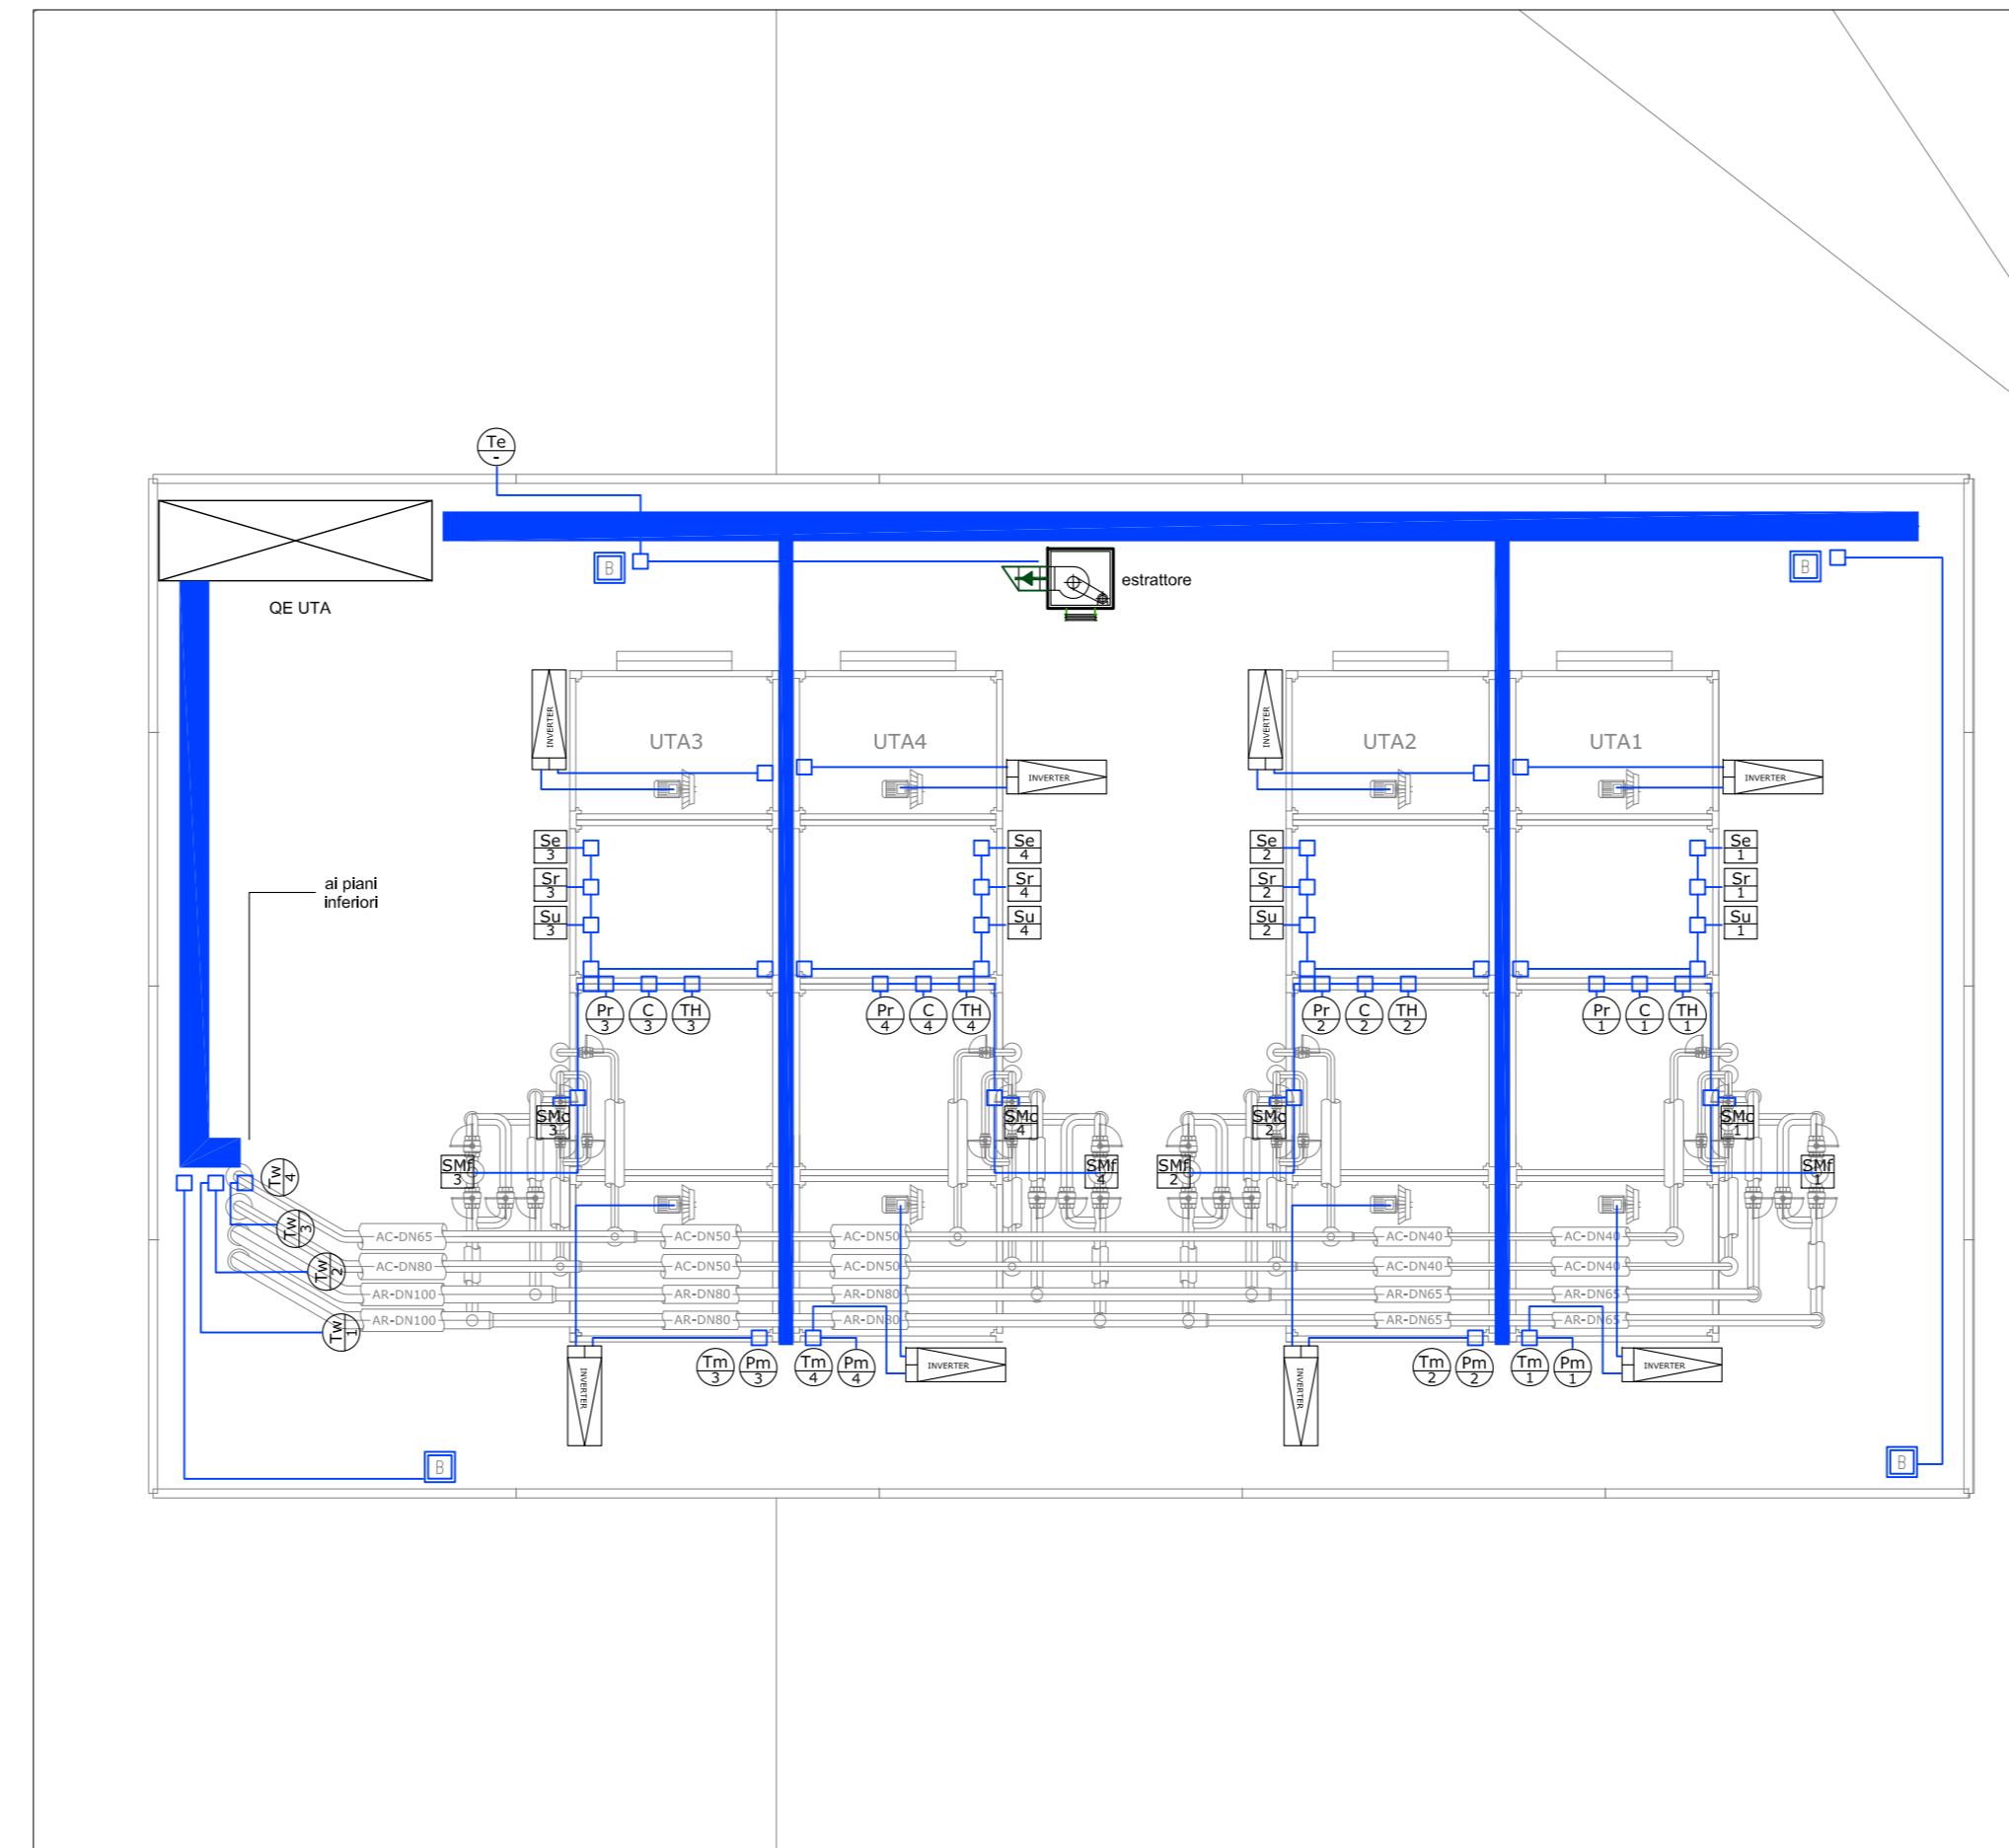 Te
-
B
estrattore
B
QE UTA
INVERTER
UTA3
UTA4
INVERTER
INVERTER
UTA2
UTA1
INVERTER
Se
3
Se
4
Se
2
Se
1
Sr
3
Sr
4
Sr
2
Sr
1
Su
3
Su
4
Su
2
Su
1
ai piani
inferiori
Pr
3
C
3
TH
3
Pr
4
C
4
TH
4
Pr
2
C
2
TH
2
Pr
1
C
1
TH
1
SMc
3
SMc
4
SMc
2
SMc
1
SMf
3
SMf
4
SMf
2
SMf
1
Tw
4
Tw
3
Tw
2
Tw
1
AC-DN65
AC-DN50
AC-DN50
AC-DN40
AC-DN40
AC-DN80
AC-DN50
AC-DN50
AC-DN40
AC-DN40
AR-DN100
AR-DN80
AR-DN80
AR-DN65
AR-DN65
AR-DN100
AR-DN80
AR-DN80
AR-DN65
AR-DN65
Tm
3
Pm
3
Tm
4
Pm
4
INVERTER
Tm
2
Pm
2
Tm
1
Pm
1
INVERTER
INVERTER
INVERTER
B
B